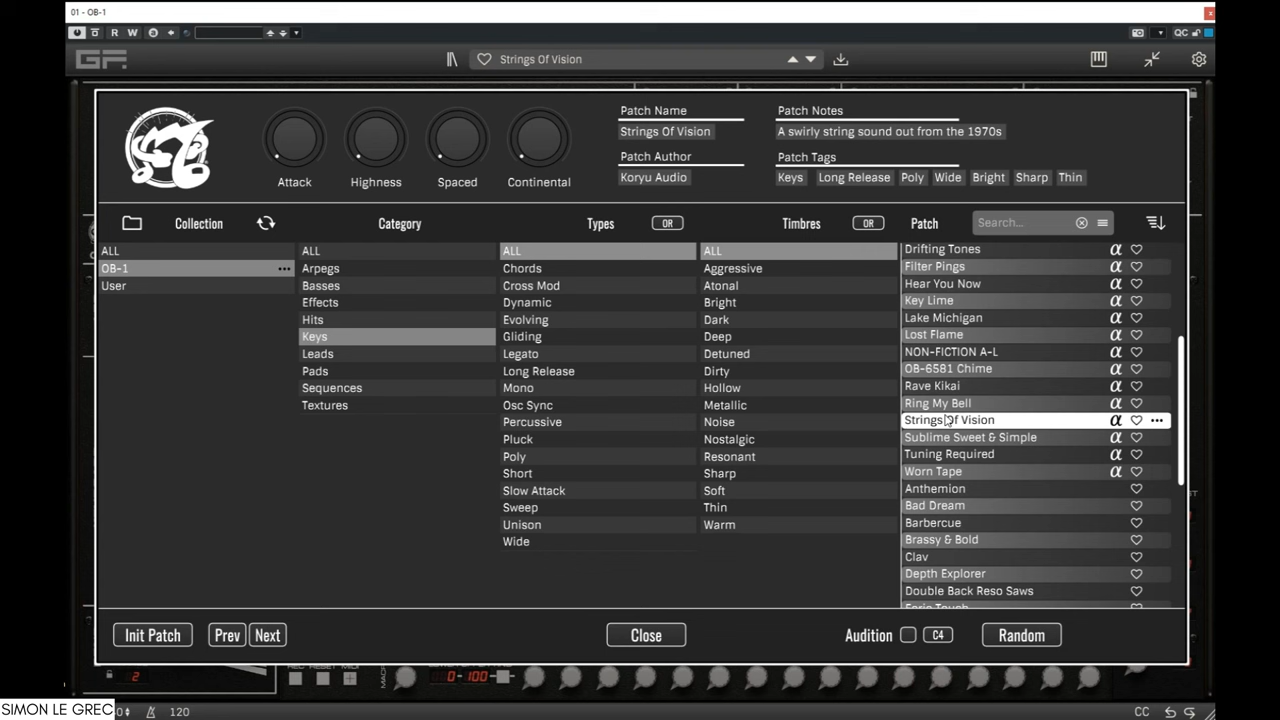 01 - OB-1
R W QC
GF
Strings Of Vision
Attack Highness Spaced Continental
Patch Name
Strings Of Vision
Patch Author
Koryu Audio
Patch Notes
A swirly string sound out from the 1970s
Patch Tags
Keys Long Release Poly Wide Bright Sharp Thin
Collection Category Types OR Timbres OR Patch Search...
ALL
OB-1
User
ALL
Arpegs
Basses
Effects
Hits
Keys
Leads
Pads
Sequences
Textures
ALL
Chords
Cross Mod
Dynamic
Evolving
Gliding
Legato
Long Release
Mono
Osc Sync
Percussive
Pluck
Poly
Short
Slow Attack
Sweep
Unison
Wide
ALL
Aggressive
Atonal
Bright
Dark
Deep
Detuned
Dirty
Hollow
Metallic
Noise
Nostalgic
Resonant
Sharp
Soft
Thin
Warm
Drifting Tones α
Filter Pings α
Hear You Now α
Key Lime α
Lake Michigan α
Lost Flame α
NON-FICTION A-L α
OB-6581 Chime α
Rave Kikai α
Ring My Bell α
Strings Of Vision α
Sublime Sweet & Simple α
Tuning Required α
Worn Tape α
Anthemion
Bad Dream
Barbercue
Brassy & Bold
Clav
Depth Explorer
Double Back Reso Saws
Init Patch Prev Next Close Audition C4 Random
2 REC RESET MIDI 0-100
SIMON LE GREC
120 CC